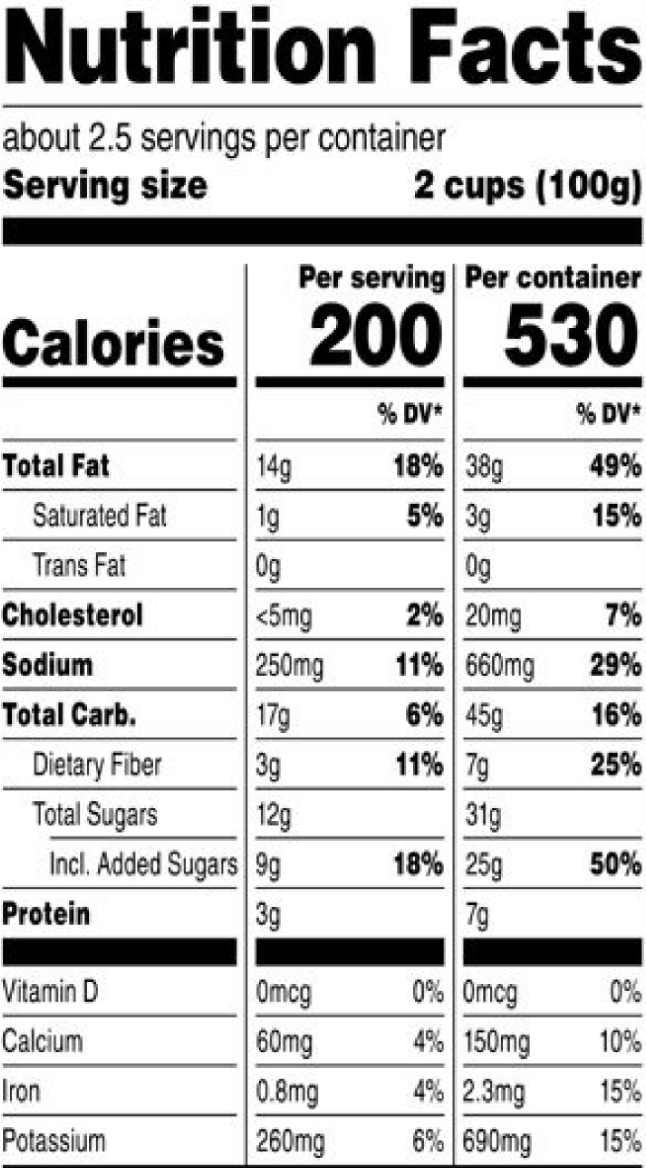 Nutrition Facts
about 2.5 servings per container
Serving size 2 cups (100g)
Per serving Per container
Calories 200 530
% DV* % DV*
Total Fat 14g 18% 38g 49%
Saturated Fat 1g 5% 3g 15%
Trans Fat 0g 0g
Cholesterol <5mg 2% 20mg 7%
Sodium 250mg 11% 660mg 29%
Total Carb. 17g 6% 45g 16%
Dietary Fiber 3g 11% 7g 25%
Total Sugars 12g 31g
Incl. Added Sugars 9g 18% 25g 50%
Protein 3g 7g
Vitamin D 0mcg 0% 0mcg 0%
Calcium 60mg 4% 150mg 10%
Iron 0.8mg 4% 2.3mg 15%
Potassium 260mg 6% 690mg 15%